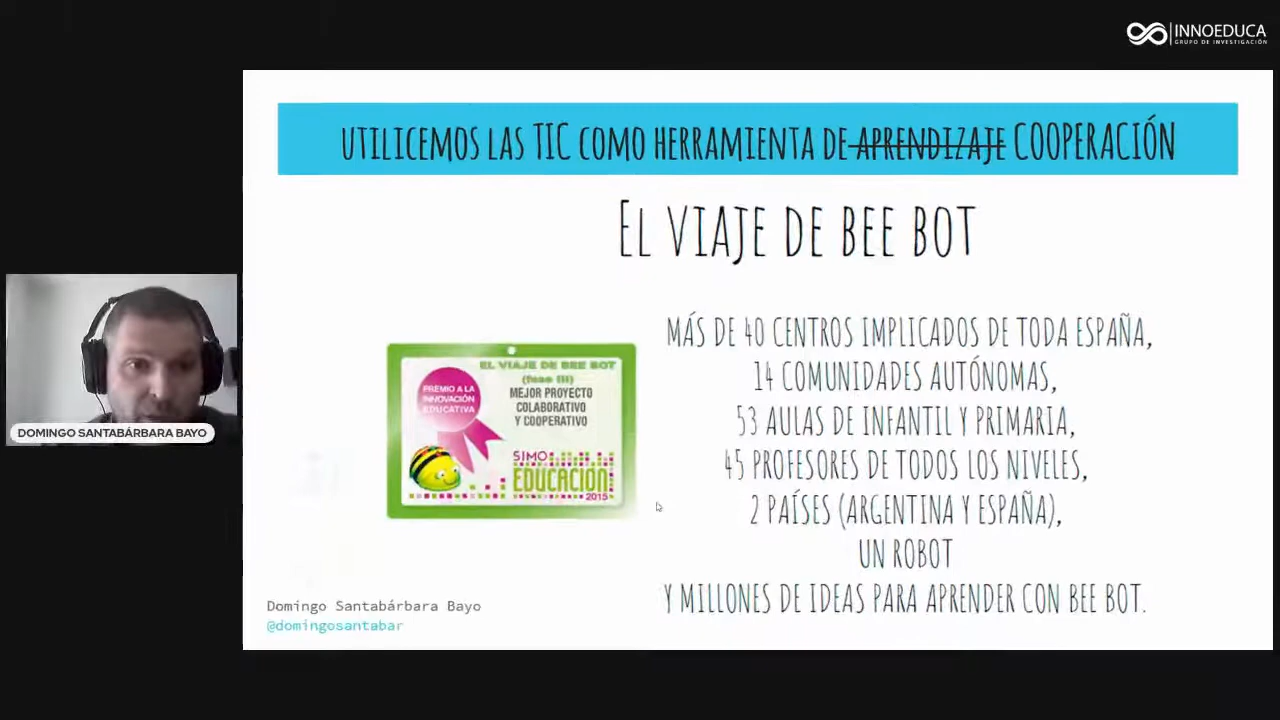 INNOEDUCA
GRUPO DE INVESTIGACIÓN
UTILICEMOS LAS TIC COMO HERRAMIENTA DE APRENDIZAJE COOPERACIÓN
EL VIAJE DE BEE BOT
MÁS DE 40 CENTROS IMPLICADOS DE TODA ESPAÑA,
14 COMUNIDADES AUTÓNOMAS,
53 AULAS DE INFANTIL Y PRIMARIA,
45 PROFESORES DE TODOS LOS NIVELES,
2 PAÍSES (ARGENTINA Y ESPAÑA),
UN ROBOT
Y MILLONES DE IDEAS PARA APRENDER CON BEE BOT.
EL VIAJE DE BEE BOT
(fase III)
PREMIO A LA
INNOVACIÓN
EDUCATIVA
MEJOR PROYECTO
COLABORATIVO
Y COOPERATIVO
SIMO
EDUCACIÓN
2015
DOMINGO SANTABÁRBARA BAYO
Domingo Santabárbara Bayo
@domingosantabar